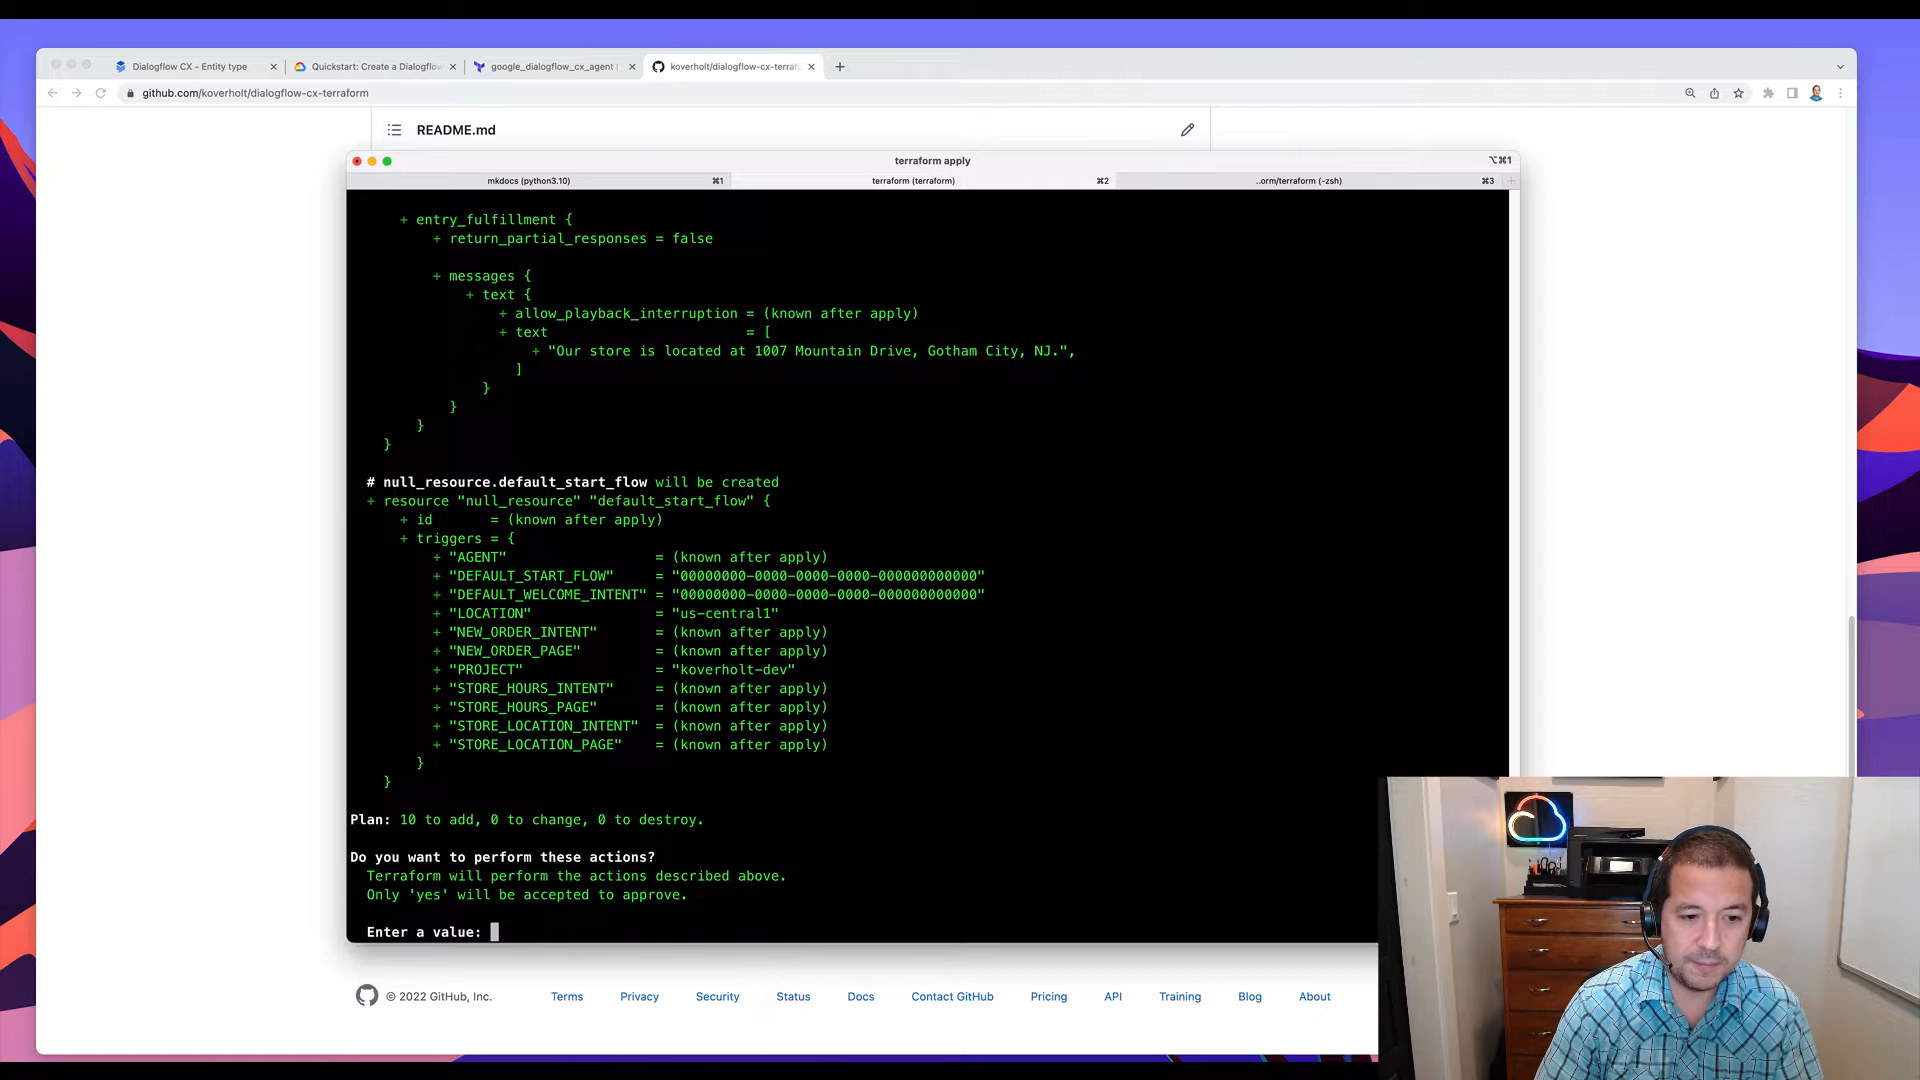 Dialogflow CX - Entity type
Quickstart: Create a Dialogflow
google_dialogflow_cx_agent |
koverholt/dialogflow-cx-terraf
github.com/koverholt/dialogflow-cx-terraform
README.md
terraform apply
⌥⌘1
mkdocs (python3.10) ⌘1
terraform (terraform) ⌘2
..orm/terraform (-zsh) ⌘3
+ entry_fulfillment {
+ return_partial_responses = false
+ messages {
+ text {
+ allow_playback_interruption = (known after apply)
+ text = [
+ "Our store is located at 1007 Mountain Drive, Gotham City, NJ.",
]
}
}
}
}
# null_resource.default_start_flow will be created
+ resource "null_resource" "default_start_flow" {
+ id = (known after apply)
+ triggers = {
+ "AGENT" = (known after apply)
+ "DEFAULT_START_FLOW" = "00000000-0000-0000-0000-000000000000"
+ "DEFAULT_WELCOME_INTENT" = "00000000-0000-0000-0000-000000000000"
+ "LOCATION" = "us-central1"
+ "NEW_ORDER_INTENT" = (known after apply)
+ "NEW_ORDER_PAGE" = (known after apply)
+ "PROJECT" = "koverholt-dev"
+ "STORE_HOURS_INTENT" = (known after apply)
+ "STORE_HOURS_PAGE" = (known after apply)
+ "STORE_LOCATION_INTENT" = (known after apply)
+ "STORE_LOCATION_PAGE" = (known after apply)
}
}
Plan: 10 to add, 0 to change, 0 to destroy.
Do you want to perform these actions?
Terraform will perform the actions described above.
Only 'yes' will be accepted to approve.
Enter a value:
© 2022 GitHub, Inc. Terms Privacy Security Status Docs Contact GitHub Pricing API Training Blog About